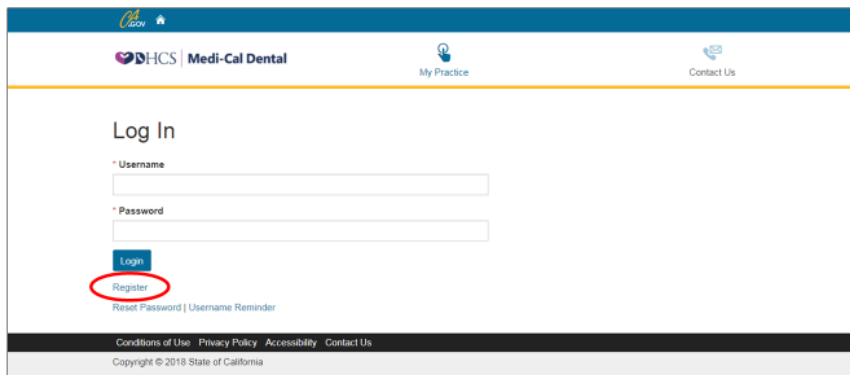 CA.GOV
DHCS | Medi-Cal Dental
My Practice
Contact Us
Log In
* Username
* Password
Login
Register
Reset Password | Username Reminder
Conditions of Use Privacy Policy Accessibility Contact Us
Copyright © 2018 State of California